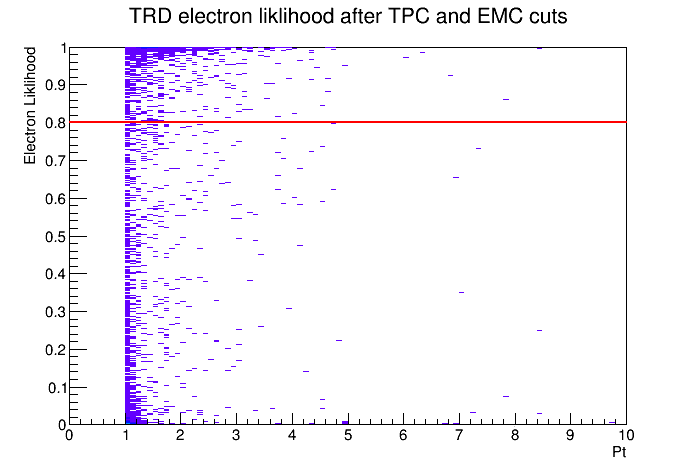 TRD electron liklihood after TPC and EMC cuts
Electron Liklihood
1
0.9
0.8
0.7
0.6
0.5
0.4
0.3
0.2
0.1
0
0 1 2 3 4 5 6 7 8 9 10
Pt